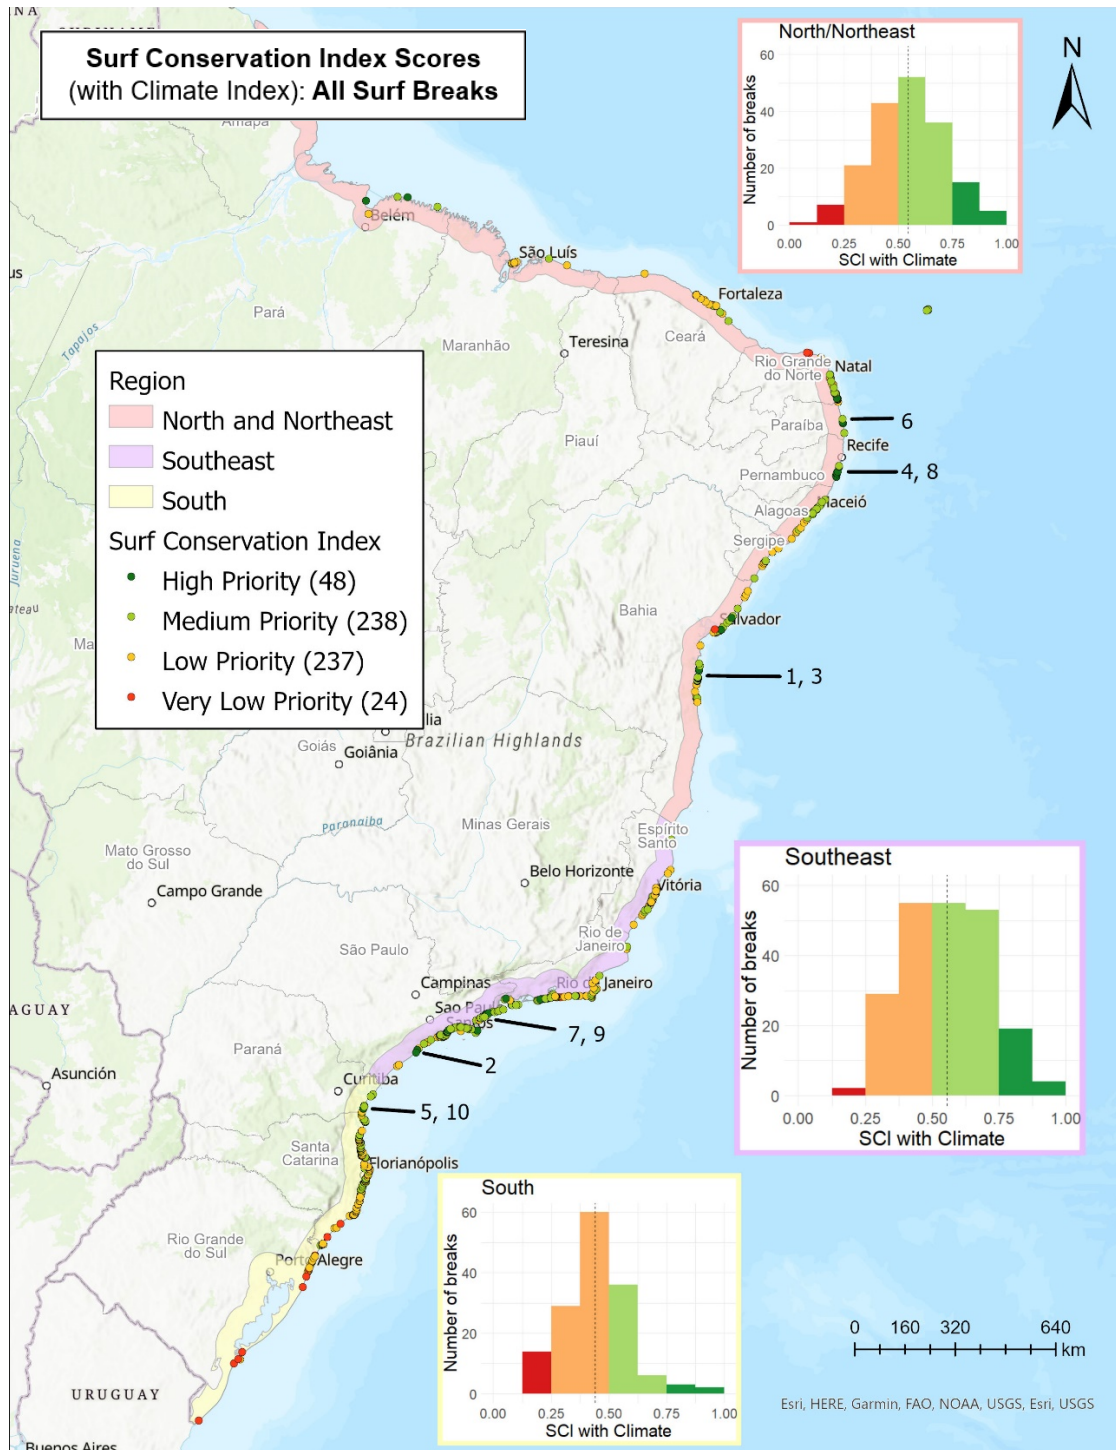 Surf Conservation Index Scores
(with Climate Index): All Surf Breaks
N
North/Northeast
60
40
20
0
Number of breaks
0.00 0.25 0.50 0.75 1.00
SCI with Climate
Amapá
Belém
São Luís
Fortaleza
Pará
Tapajos
Maranhão
Teresina
Ceará
Rio Grande
do Norte
Natal
Paraíba
6
Piauí
Recife
Pernambuco
4, 8
Alagoas
Maceió
Sergipe
Bahia
Salvador
1, 3
Juruena
Region
North and Northeast
Southeast
South
Surf Conservation Index
High Priority (48)
Medium Priority (238)
Low Priority (237)
Very Low Priority (24)
Goiás
Goiânia
Brazilian Highlands
Paranaiba
Minas Gerais
Espírito
Santo
Mato Grosso
do Sul
Campo Grande
Belo Horizonte
Vitória
Rio de
Janeiro
São Paulo
Campinas
Rio de Janeiro
Sao Paulo
Santos
7, 9
2
AGUAY
Paraná
Asunción
Curitiba
5, 10
Santa
Catarina
Florianópolis
Rio Grande
do Sul
Porto Alegre
URUGUAY
Buenos Aires
Southeast
60
40
20
0
Number of breaks
0.00 0.25 0.50 0.75 1.00
SCI with Climate
South
60
40
20
0
Number of breaks
0.00 0.25 0.50 0.75 1.00
SCI with Climate
0 160 320 640
km
Esri, HERE, Garmin, FAO, NOAA, USGS, Esri, USGS